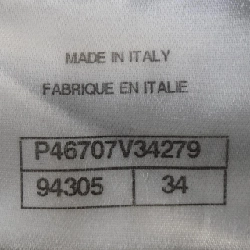 MADE IN ITALY
FABRIQUE EN ITALIE
P46707V34279
94305 34